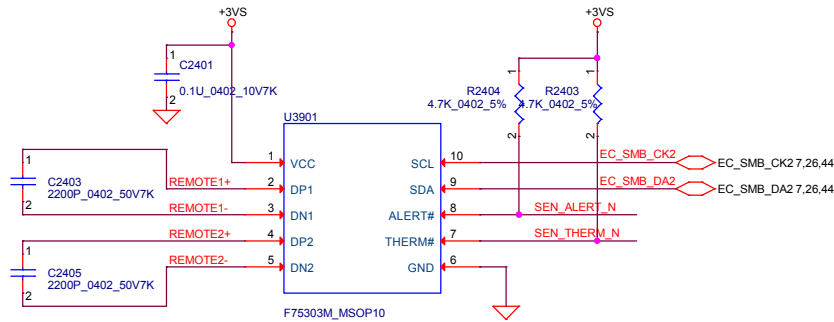 +3VS
+3VS
1
C2401
2
0.1U_0402_10V7K
1
1
R2404
R2403
4.7K_0402_5%
4.7K_0402_5%
2
2
U3901
1
VCC
SCL
10
EC_SMB_CK2
EC_SMB_CK2 7,26,44
1
C2403
2200P_0402_50V7K
2
REMOTE1+
2
DP1
SDA
9
EC_SMB_DA2
EC_SMB_DA2 7,26,44
REMOTE1-
3
DN1
ALERT#
8
SEN_ALERT_N
REMOTE2+
4
DP2
THERM#
7
SEN_THERM_N
1
C2405
2200P_0402_50V7K
2
REMOTE2-
5
DN2
GND
6
F75303M_MSOP10